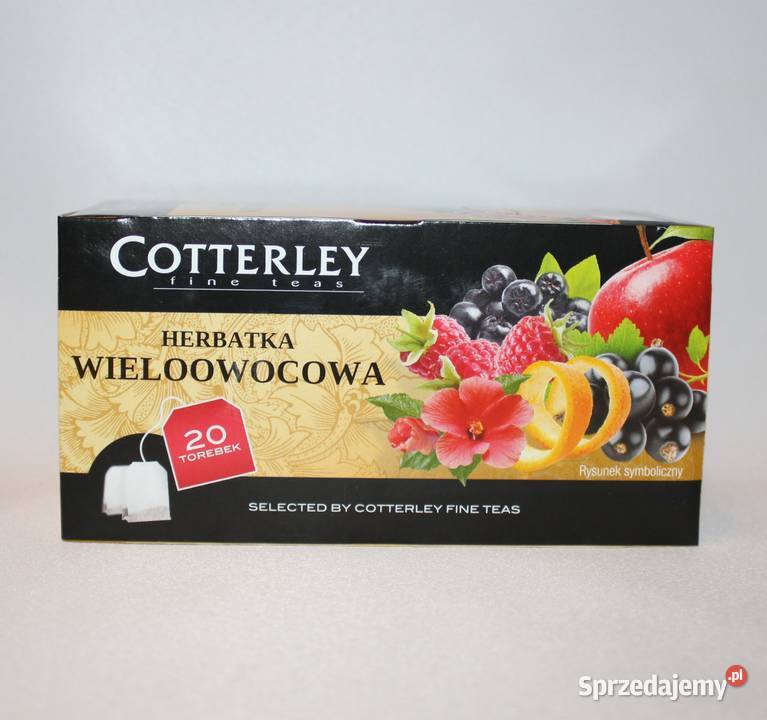 COTTERLEY
fine teas
HERBATKA
WIELOOWOCOWA
20
TOREBEK
Rysunek symboliczny
SELECTED BY COTTERLEY FINE TEAS
Sprzedajemy.pl